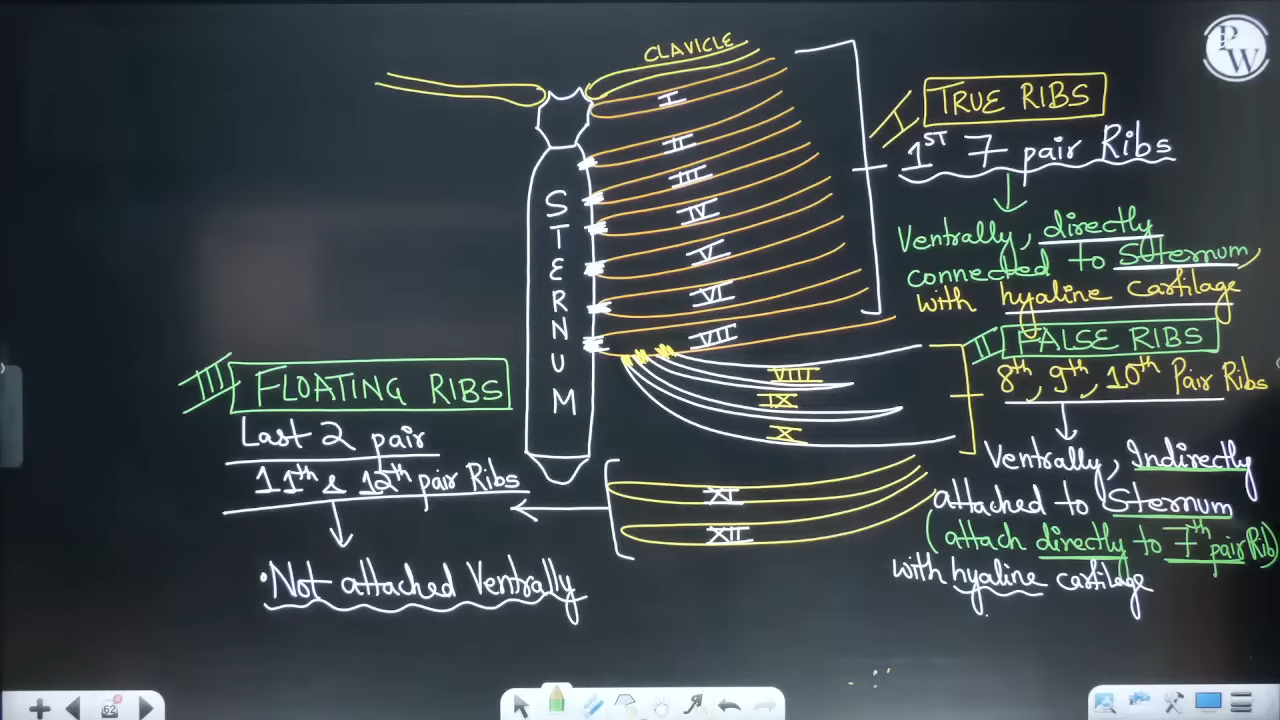 PW
CLAVICLE
I
II
III
IV
V
VI
VII
VIII
IX
X
XI
XII
STERNUM
I TRUE RIBS
1ST 7 pair Ribs
Ventrally, directly
connected to Sternum,
with hyaline cartilage
II FALSE RIBS
8th, 9th, 10th Pair Ribs
Ventrally, Indirectly
attached to Sternum
(attach directly to 7th pair Rib)
with hyaline cartilage
III FLOATING RIBS
Last 2 pair
11th & 12th pair Ribs
• Not attached Ventrally
62